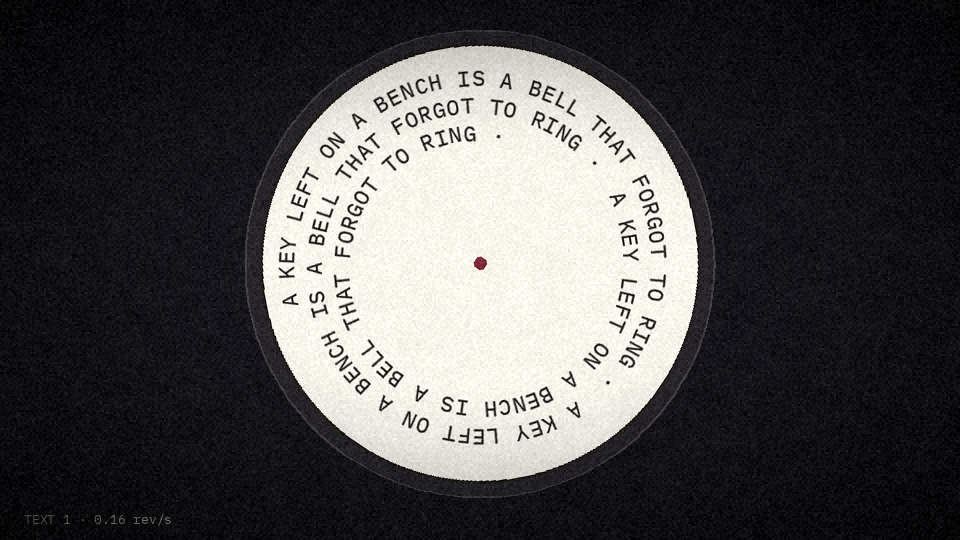 A KEY LEFT ON A BENCH IS A BELL THAT FORGOT TO RING .
A KEY LEFT ON A BENCH IS A BELL THAT FORGOT TO RING .
A KEY LEFT ON A BENCH IS A BELL THAT FORGOT TO RING .
TEXT 1 · 0.16 rev/s